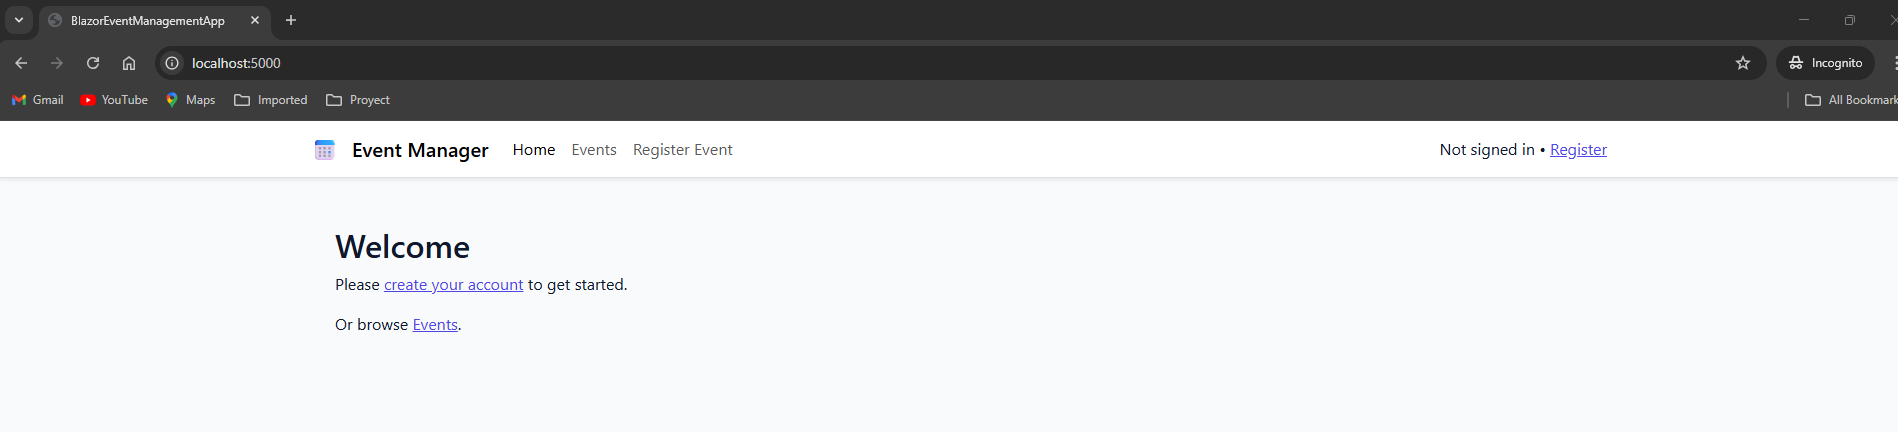 BlazorEventManagementApp
localhost:5000
Incognito
Gmail YouTube Maps Imported Proyect
All Bookmark
Event Manager Home Events Register Event
Not signed in • Register
Welcome
Please create your account to get started.
Or browse Events.